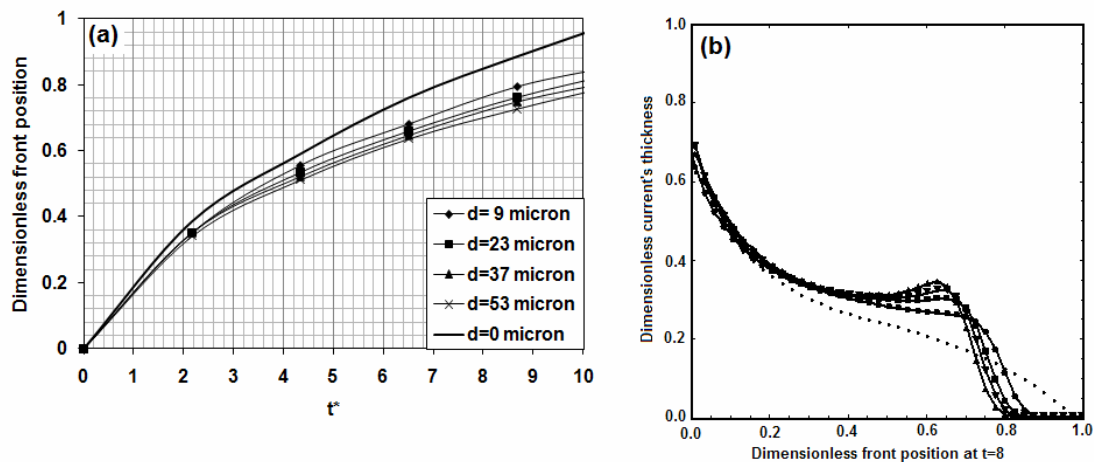 (a)
Dimensionless front position
1
0.8
0.6
0.4
0.2
0
0 1 2 3 4 5 6 7 8 9 10
t*
d= 9 micron
d=23 micron
d=37 micron
d=53 micron
d=0 micron
(b)
Dimensionless current's thickness
1.0
0.8
0.6
0.4
0.2
0.0
0.0 0.2 0.4 0.6 0.8 1.0
Dimensionless front position at t=8